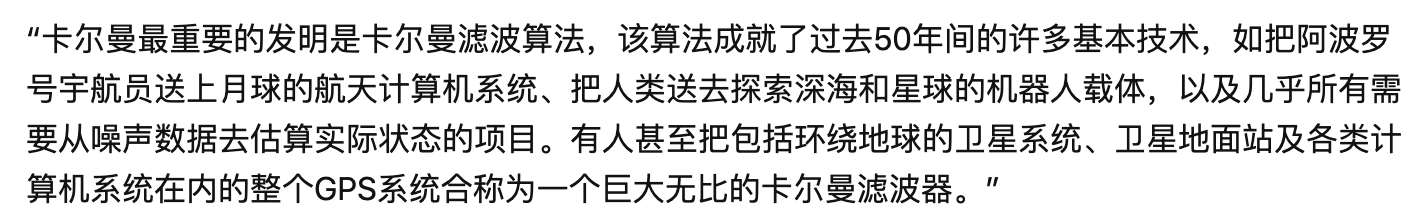 “卡尔曼最重要的发明是卡尔曼滤波算法，该算法成就了过去50年间的许多基本技术，如把阿波罗
号宇航员送上月球的航天计算机系统、把人类送去探索深海和星球的机器人载体，以及几乎所有需
要从噪声数据去估算实际状态的项目。有人甚至把包括环绕地球的卫星系统、卫星地面站及各类计
算机系统在内的整个GPS系统合称为一个巨大无比的卡尔曼滤波器。”